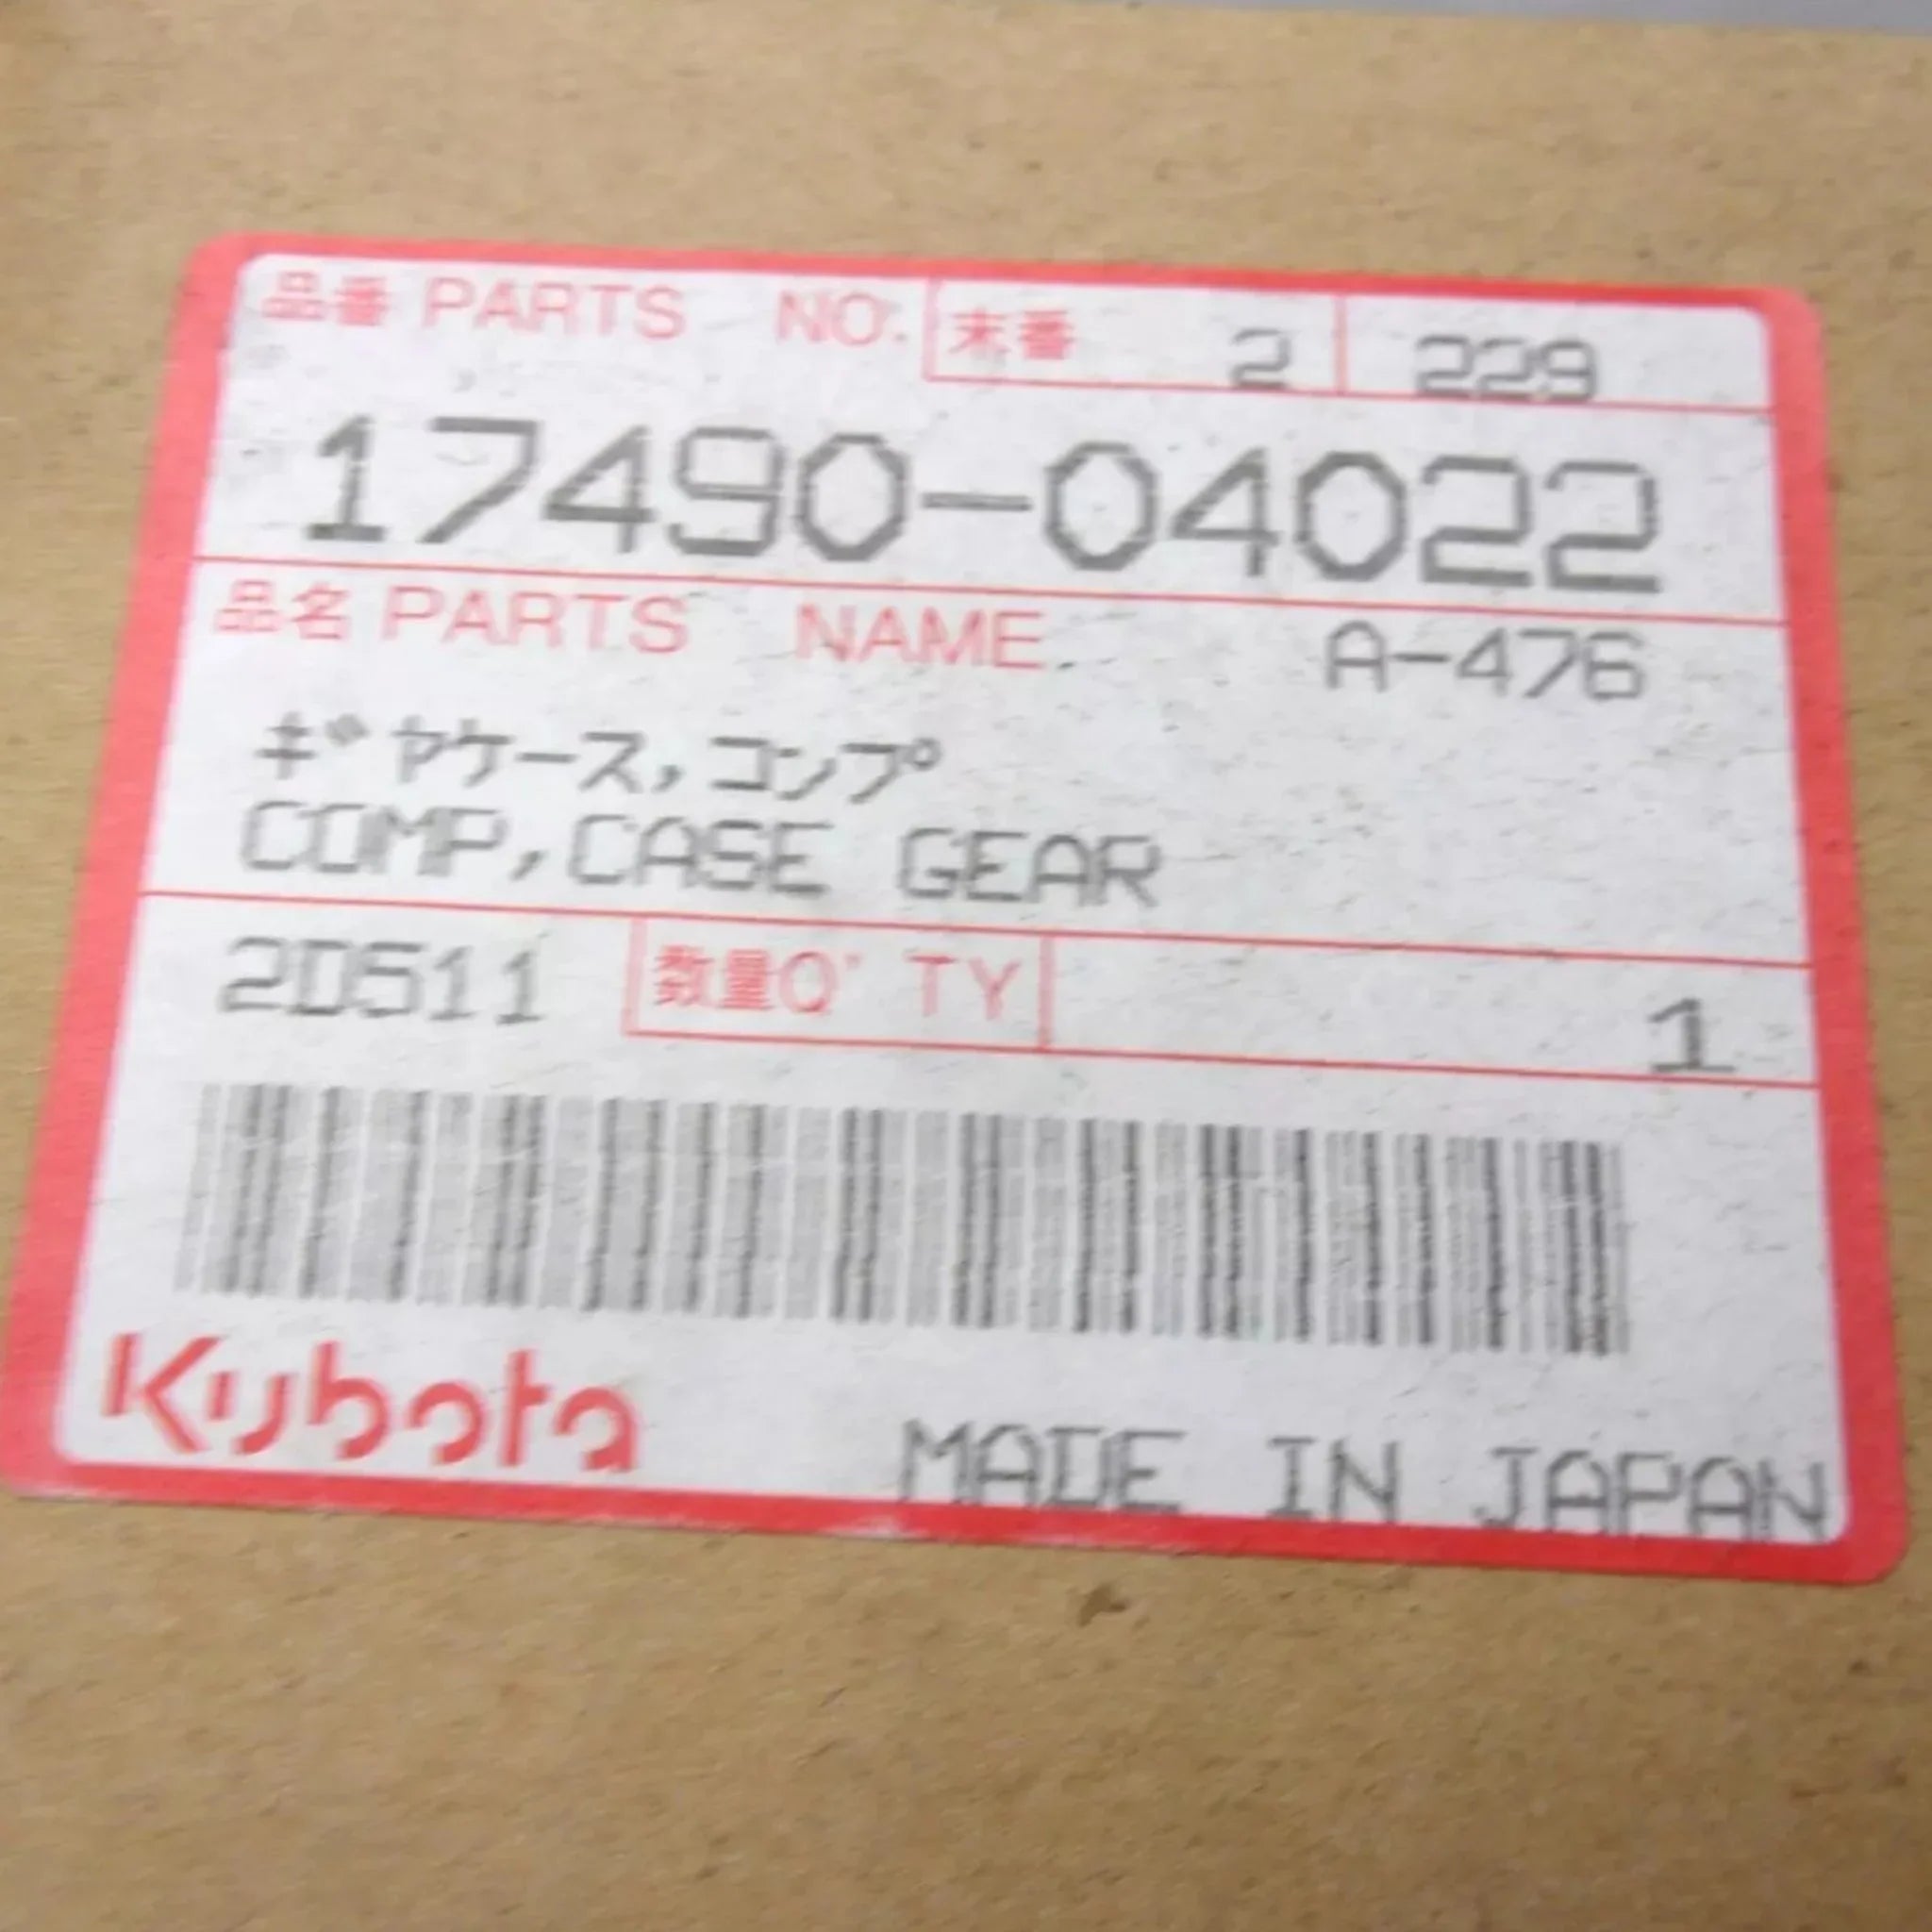 品番 PARTS NO. 末番 2 229
17490-04022
品名 PARTS NAME A-476
ギヤケース,コンプ
COMP,CASE GEAR
2D511 数量Q'TY 1
Kubota
MADE IN JAPAN